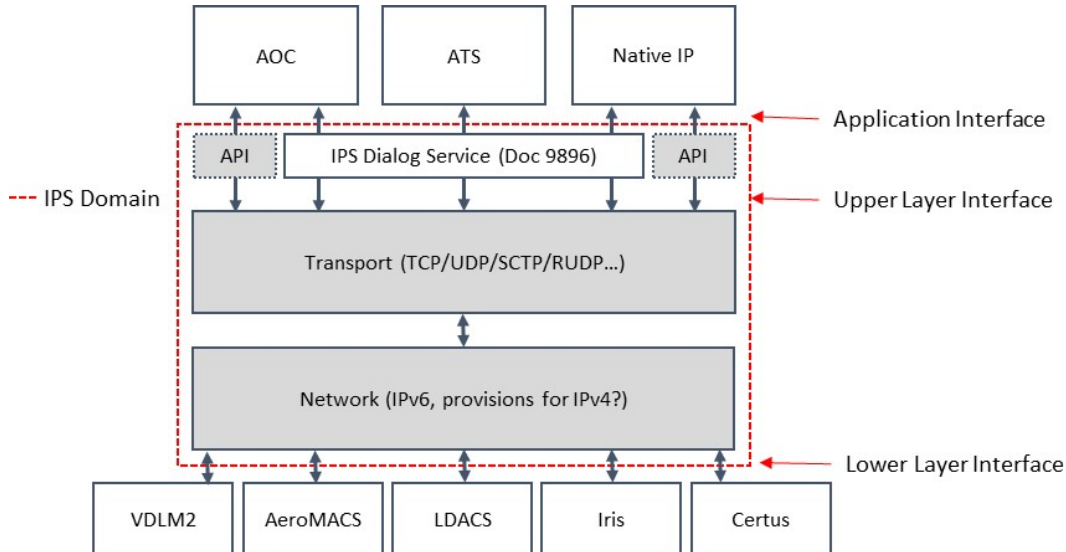 AOC
ATS
Native IP
Application Interface
API
IPS Dialog Service (Doc 9896)
API
IPS Domain
Upper Layer Interface
Transport (TCP/UDP/SCTP/RUDP...)
Network (IPv6, provisions for IPv4?)
Lower Layer Interface
VDLM2
AeroMACS
LDACS
Iris
Certus